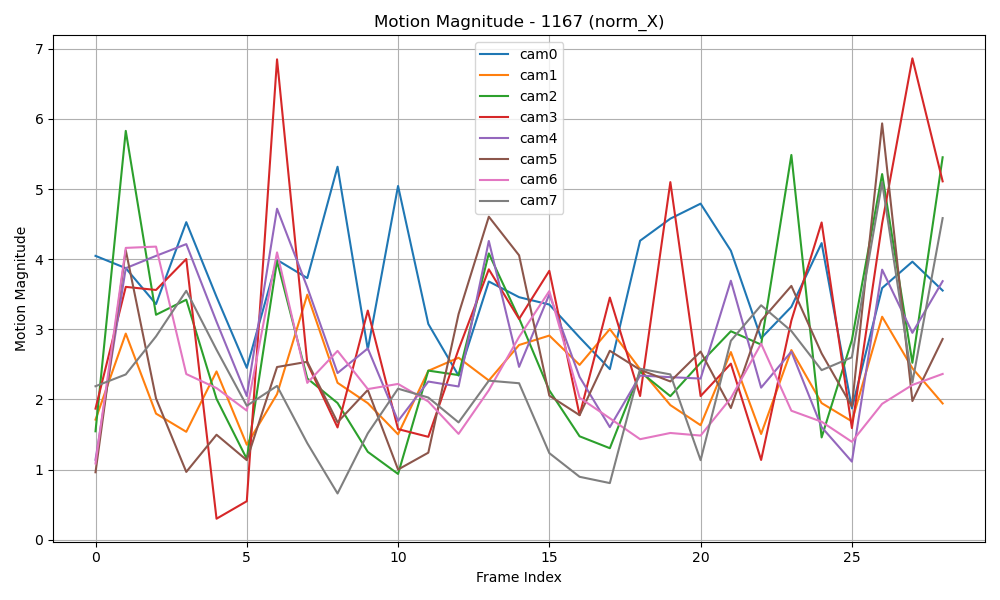 Motion Magnitude - 1167 (norm_X)
Motion Magnitude
7
6
5
4
3
2
1
0
cam0
cam1
cam2
cam3
cam4
cam5
cam6
cam7
0 5 10 15 20 25
Frame Index